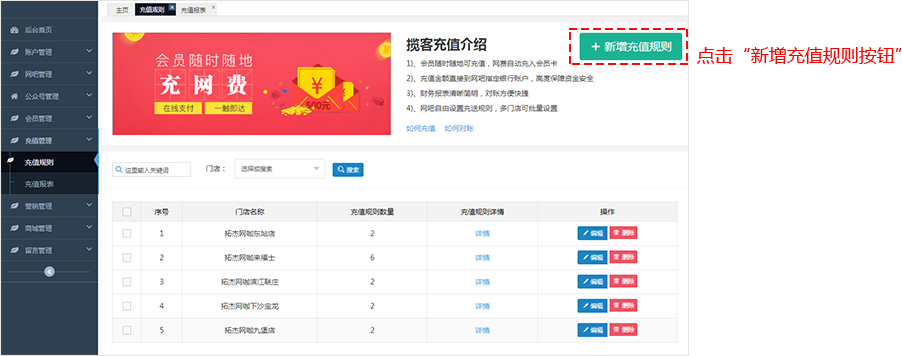 主页 充值规则 充值报表
后台首页
账户管理
网吧管理
公众号管理
会员管理
充值管理
充值规则
充值报表
营销管理
商城管理
留言管理
会员随时随地
充网费
在线支付 一触即达
¥
500元
揽客充值介绍
1)、会员随时随地可充值，网费自动充入会员卡
2)、充值金额直接到网吧指定银行账户，高度保障资金安全
3)、财务报表清晰简明，对账方便快捷
4)、网吧自由设置充送规则，多门店可批量设置
如何充值 如何对账
+ 新增充值规则
点击“新增充值规则按钮”
这里输入关键词 门店： 选择或搜索 搜索
序号 门店名称 充值规则数量 充值规则详情 操作
1 拓杰网咖东站店 2 详情 编辑 删除
2 拓杰网咖来福士 6 详情 编辑 删除
3 拓杰网咖滨江联庄 2 详情 编辑 删除
4 拓杰网咖下沙宝龙 2 详情 编辑 删除
5 拓杰网咖九堡店 2 详情 编辑 删除